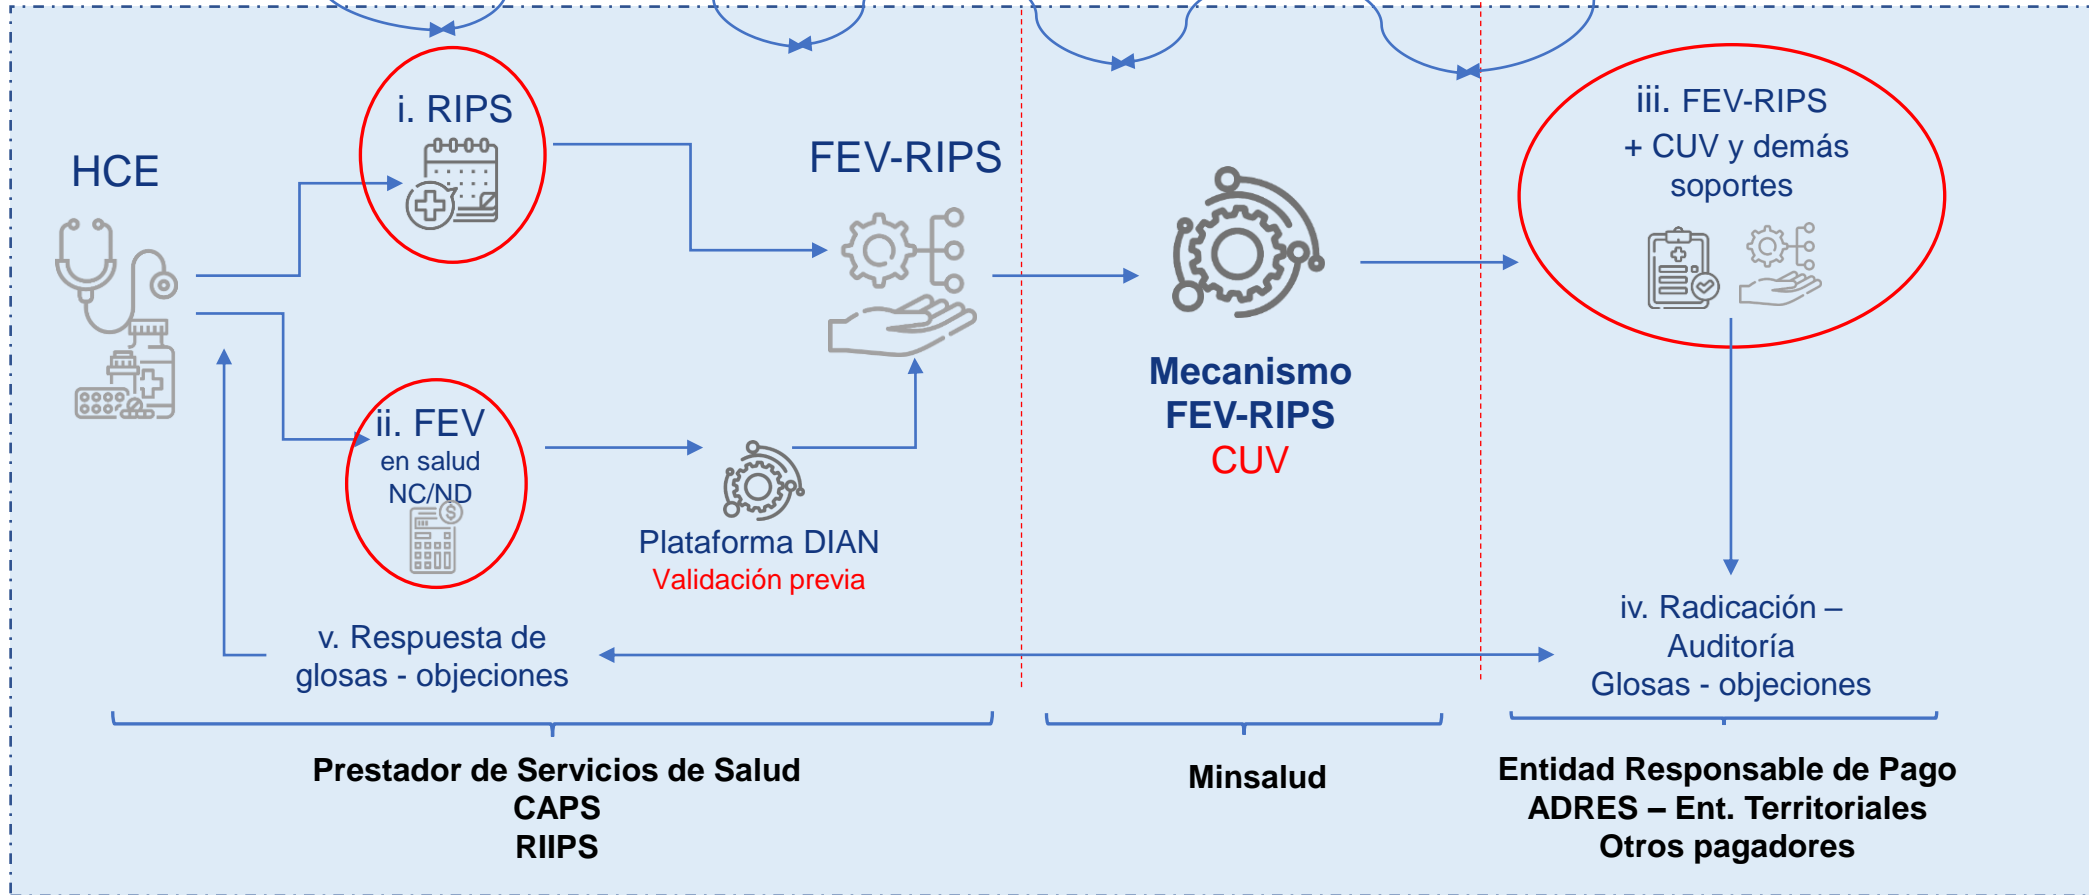 HCE
i. RIPS
FEV-RIPS
ii. FEV
en salud
NC/ND
Plataforma DIAN
Validación previa
v. Respuesta de
glosas - objeciones
Mecanismo
FEV-RIPS
CUV
iii. FEV-RIPS
+ CUV y demás
soportes
iv. Radicación –
Auditoría
Glosas - objeciones
Prestador de Servicios de Salud
CAPS
RIIPS
Minsalud
Entidad Responsable de Pago
ADRES – Ent. Territoriales
Otros pagadores